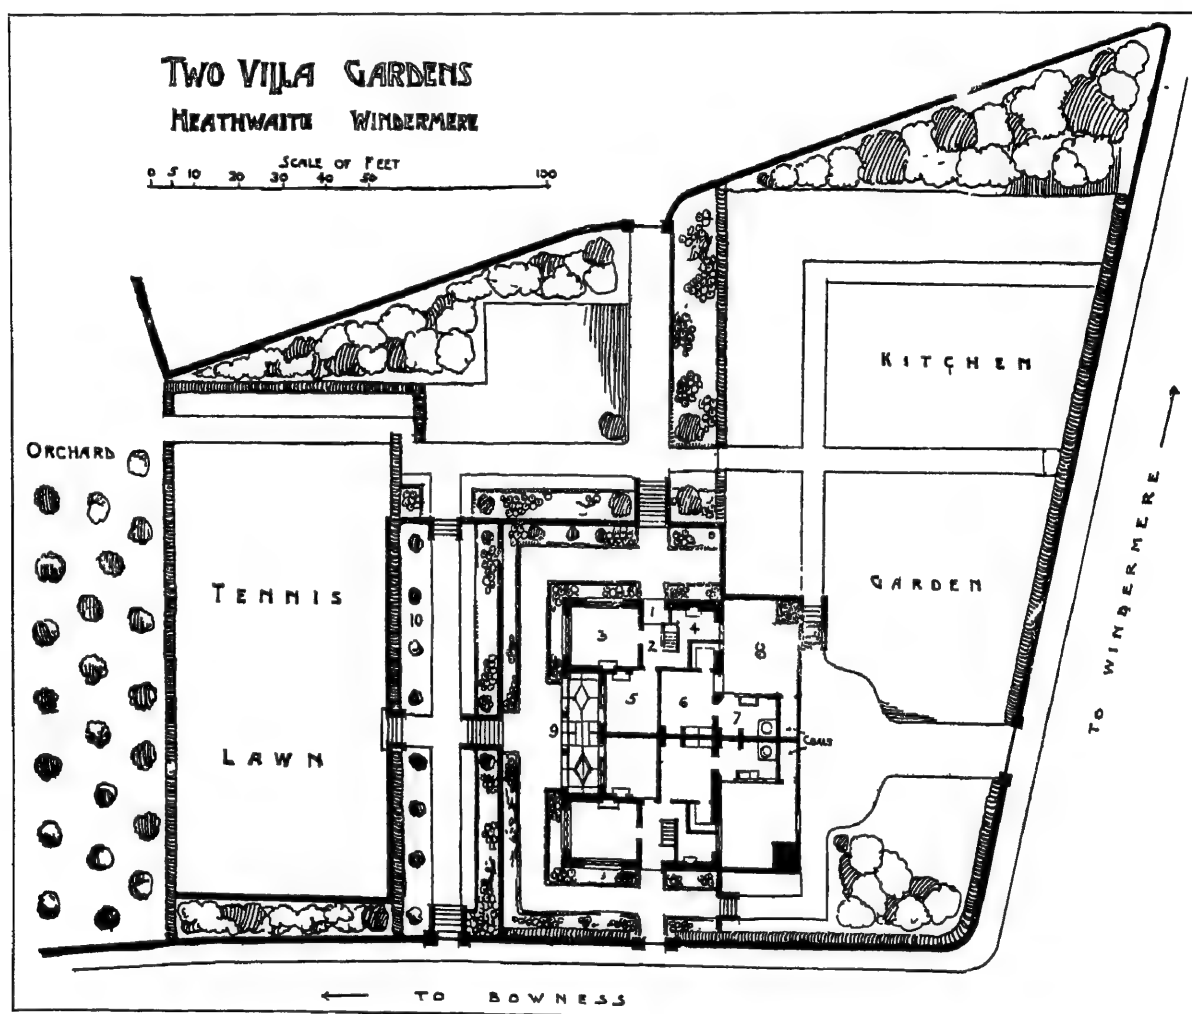 TWO VILLA GARDENS
HEATHWAITE WINDERMERE
SCALE OF FEET
0 5 10 20 30 40 50 100
KITCHEN
ORCHARD
GARDEN
TENNIS
10
1
3
2
4
8
5
6
7
9
COALS
LAWN
TO WINDERMERE
TO BOWNESS